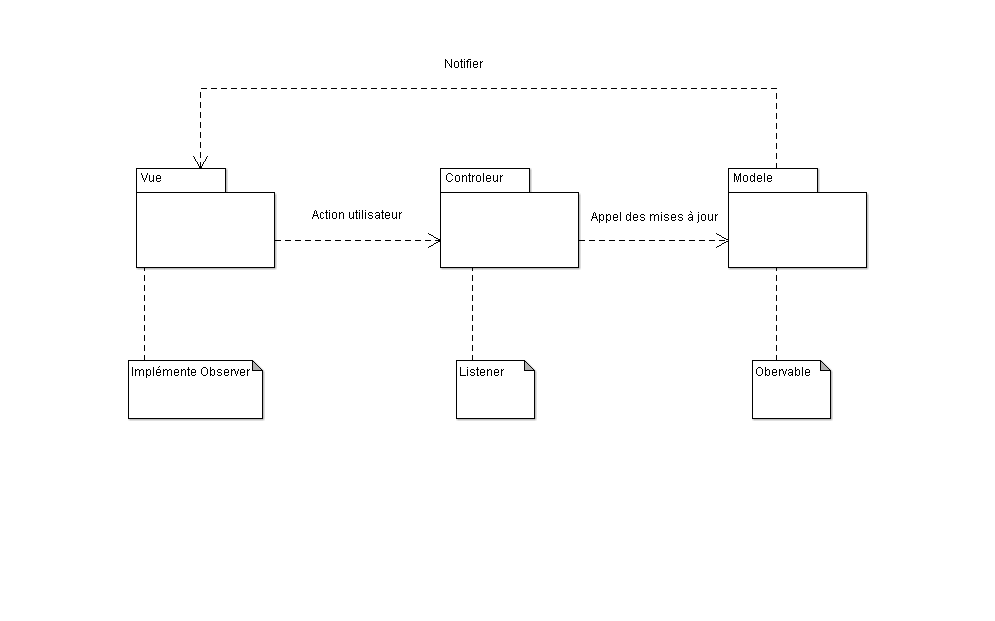 Notifier
Vue
Controleur
Modele
Action utilisateur
Appel des mises à jour
Implémente Observer
Listener
Obervable